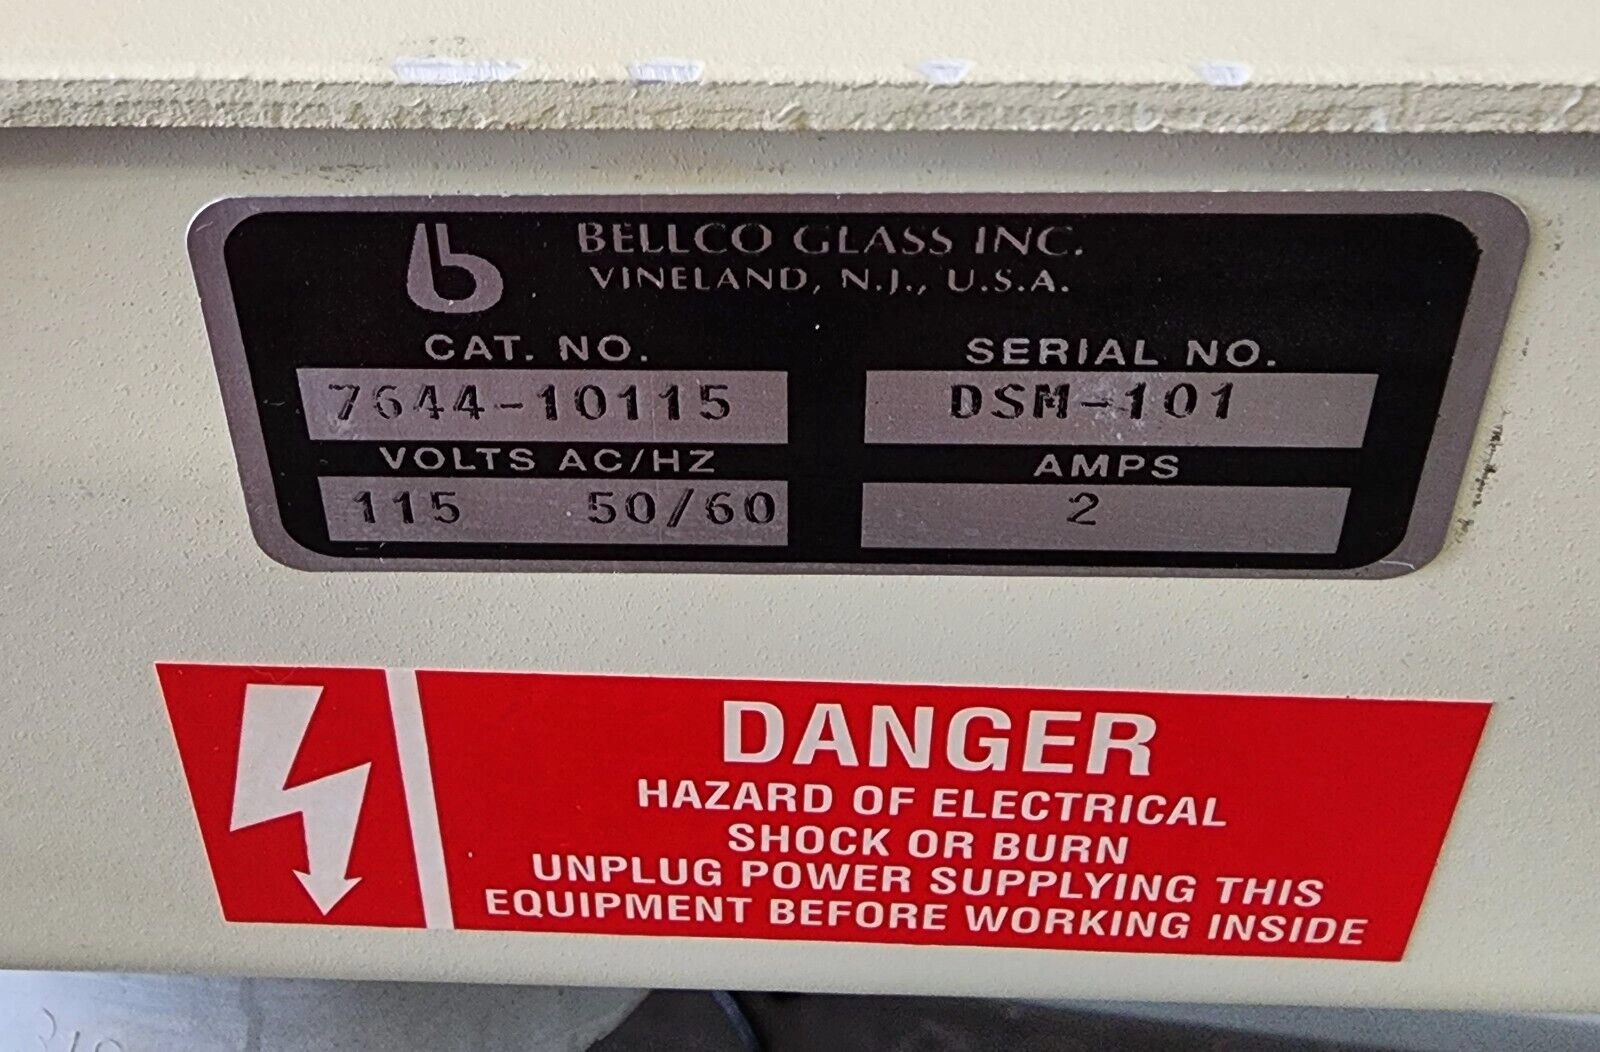 BELLCO GLASS INC.
VINELAND, N.J., U.S.A.
CAT. NO.
SERIAL NO.
7644-10115
DSM-101
VOLTS AC/HZ
AMPS
115 50/60
2
DANGER
HAZARD OF ELECTRICAL
SHOCK OR BURN
UNPLUG POWER SUPPLYING THIS
EQUIPMENT BEFORE WORKING INSIDE